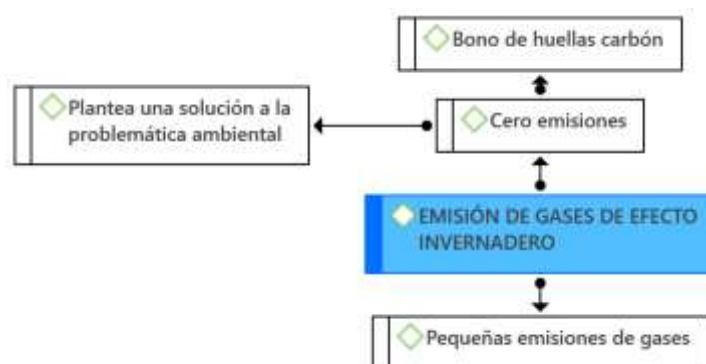 Bono de huellas carbón
Plantea una solución a la
problemática ambiental
Cero emisiones
EMISIÓN DE GASES DE EFECTO
INVERNADERO
Pequeñas emisiones de gases